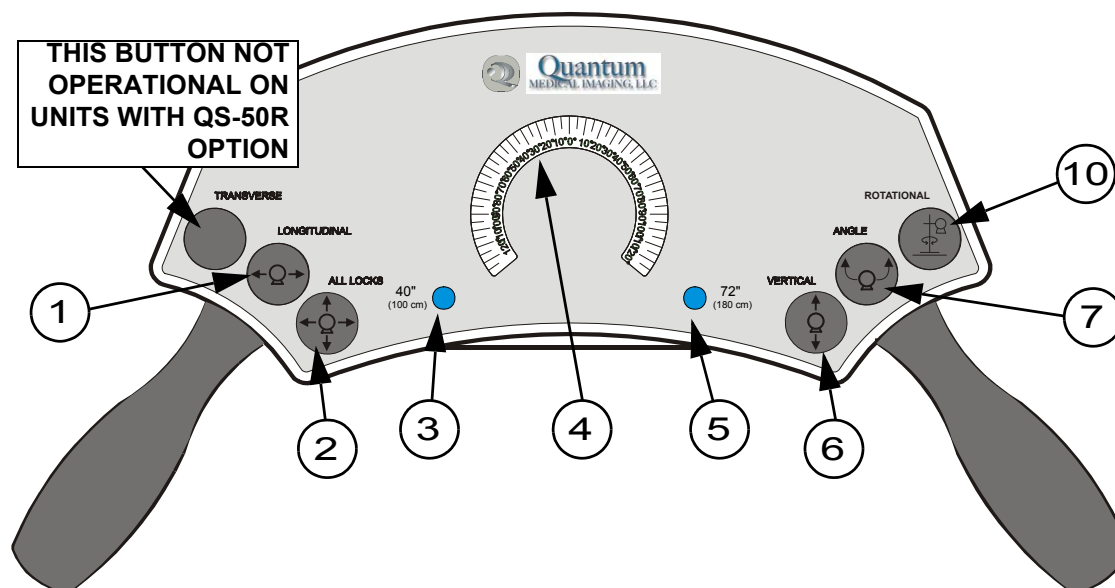 THIS BUTTON NOT
OPERATIONAL ON
UNITS WITH QS-50R
OPTION
Quantum
MEDICAL IMAGING, LLC
TRANSVERSE
LONGITUDINAL
ALL LOCKS
40"
(100 cm)
72"
(180 cm)
VERTICAL
ANGLE
ROTATIONAL
10
1
7
2
3
4
5
6